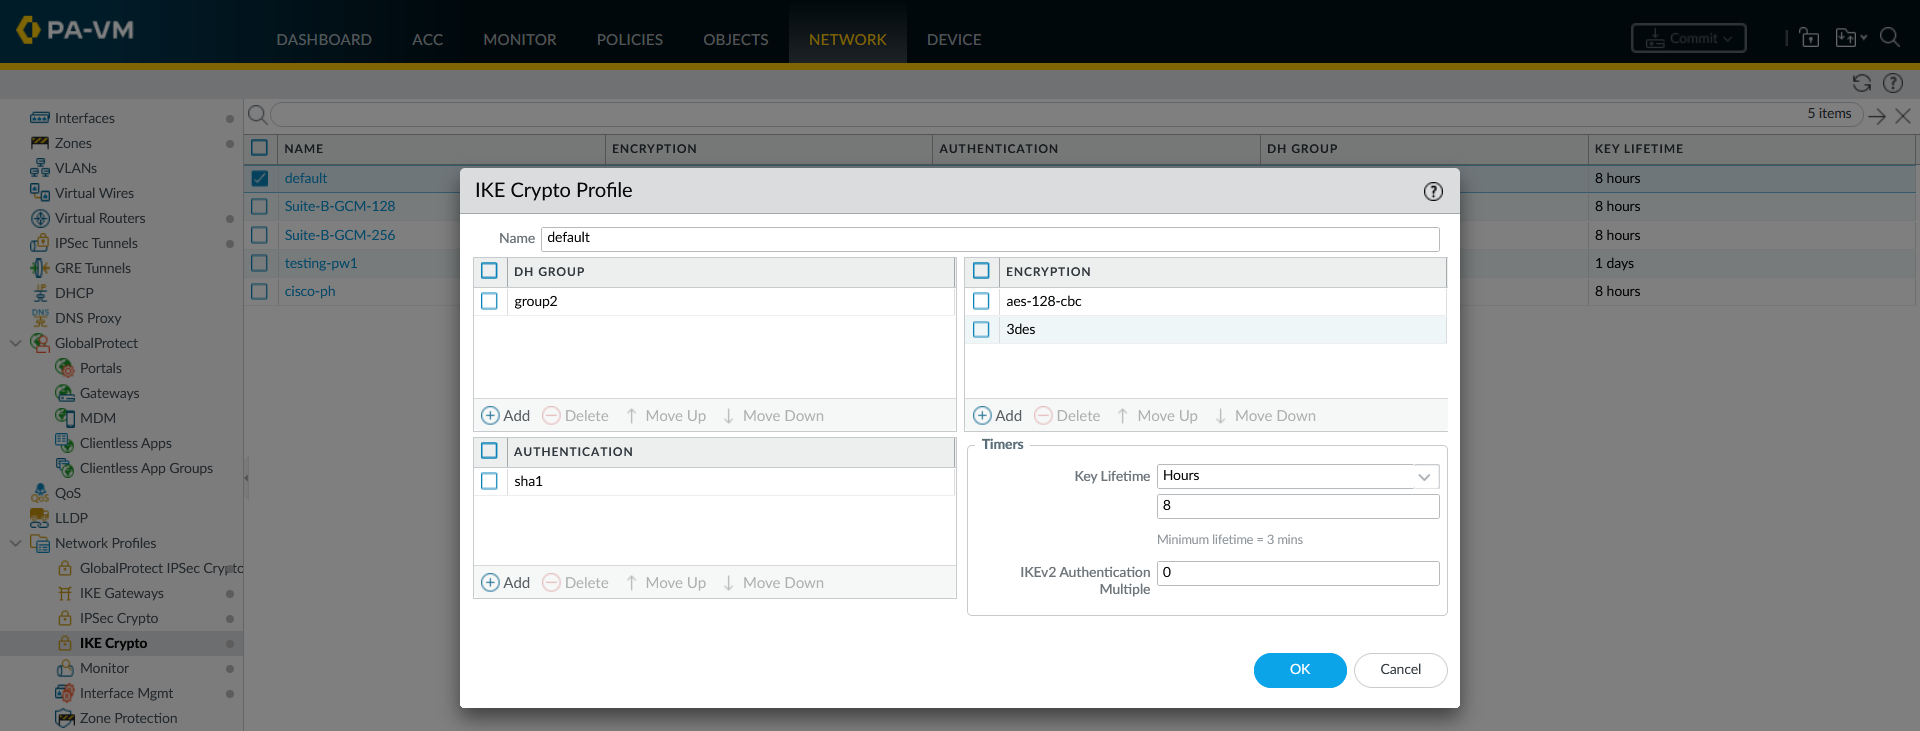 PA-VM
DASHBOARD ACC MONITOR POLICIES OBJECTS NETWORK DEVICE Commit
5 items
Interfaces
Zones
VLANs
Virtual Wires
Virtual Routers
IPSec Tunnels
GRE Tunnels
DHCP
DNS Proxy
GlobalProtect
Portals
Gateways
MDM
Clientless Apps
Clientless App Groups
QoS
LLDP
Network Profiles
GlobalProtect IPSec Crypto
IKE Gateways
IPSec Crypto
IKE Crypto
Monitor
Interface Mgmt
Zone Protection
NAME ENCRYPTION AUTHENTICATION DH GROUP KEY LIFETIME
default 8 hours
Suite-B-GCM-128 8 hours
Suite-B-GCM-256 8 hours
testing-pw1 1 days
cisco-ph 8 hours
IKE Crypto Profile
Name default
DH GROUP
group2
Add Delete Move Up Move Down
ENCRYPTION
aes-128-cbc
3des
Add Delete Move Up Move Down
AUTHENTICATION
sha1
Add Delete Move Up Move Down
Timers
Key Lifetime Hours
8
Minimum lifetime = 3 mins
IKEv2 Authentication 0
Multiple
OK Cancel